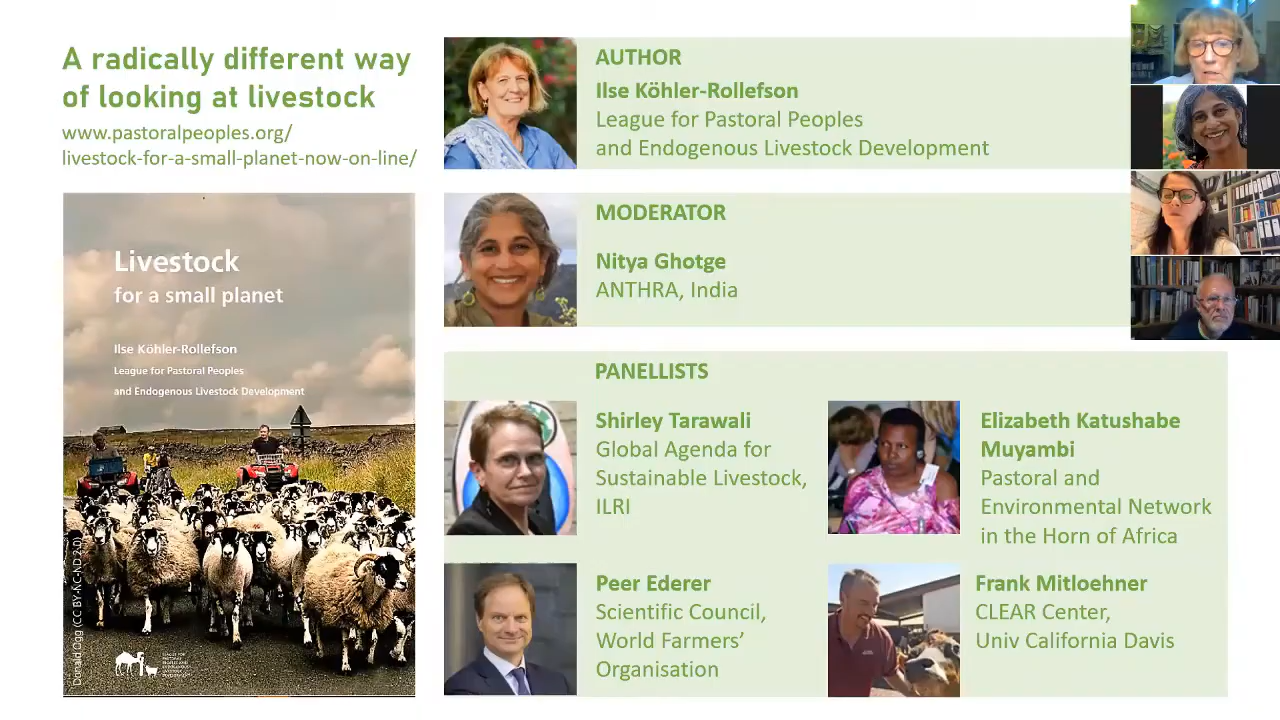 A radically different way
of looking at livestock
www.pastoralpeoples.org/
livestock-for-a-small-planet-now-on-line/
Livestock
for a small planet
Ilse Köhler-Rollefson
League for Pastoral Peoples
and Endogenous Livestock Development
Donald Ogg (CC BY-NC-ND 2.0)
AUTHOR
Ilse Köhler-Rollefson
League for Pastoral Peoples
and Endogenous Livestock Development
MODERATOR
Nitya Ghotge
ANTHRA, India
PANELLISTS
Shirley Tarawali
Global Agenda for
Sustainable Livestock,
ILRI
Elizabeth Katushabe
Muyambi
Pastoral and
Environmental Network
in the Horn of Africa
Peer Ederer
Scientific Council,
World Farmers’
Organisation
Frank Mitloehner
CLEAR Center,
Univ California Davis